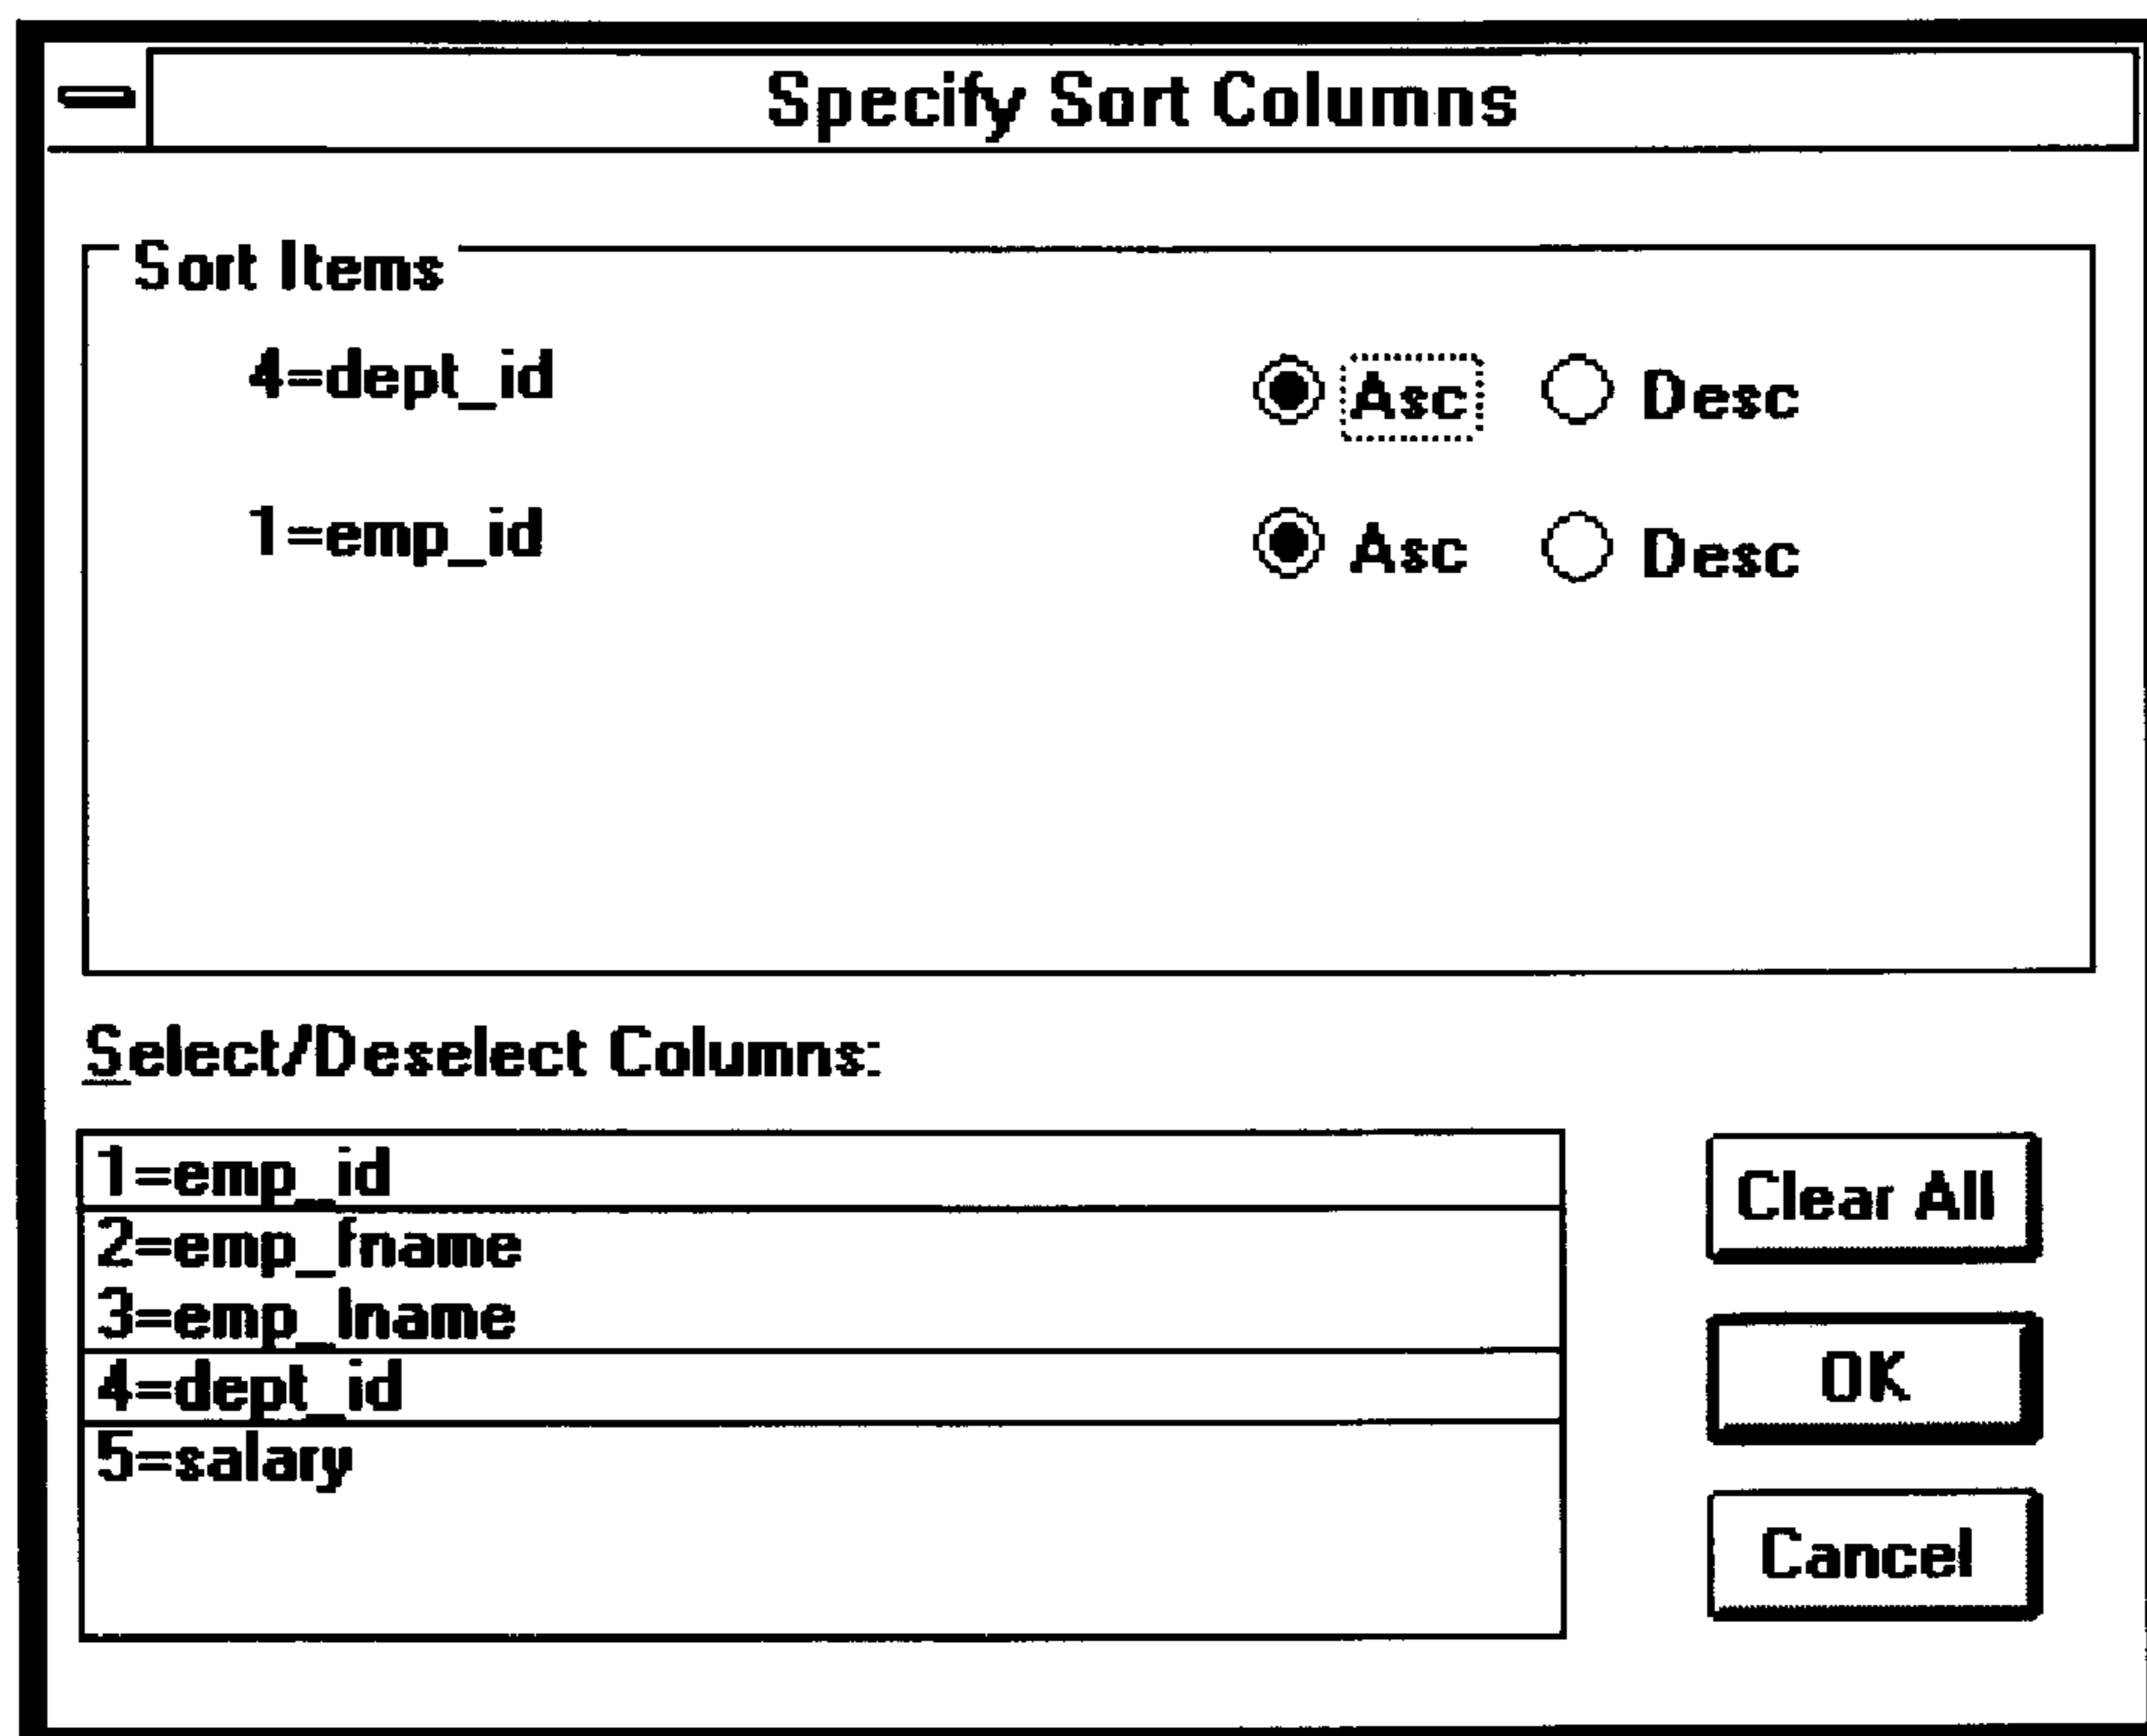 Specify Sort Columns
Sort Items
4=dept_id Asc Desc
1=emp_id Asc Desc
Select/Deselect Columns:
1=emp_id
2=emp_fname
3=emp_lname
4=dept_id
5=salary
Clear All
OK
Cancel